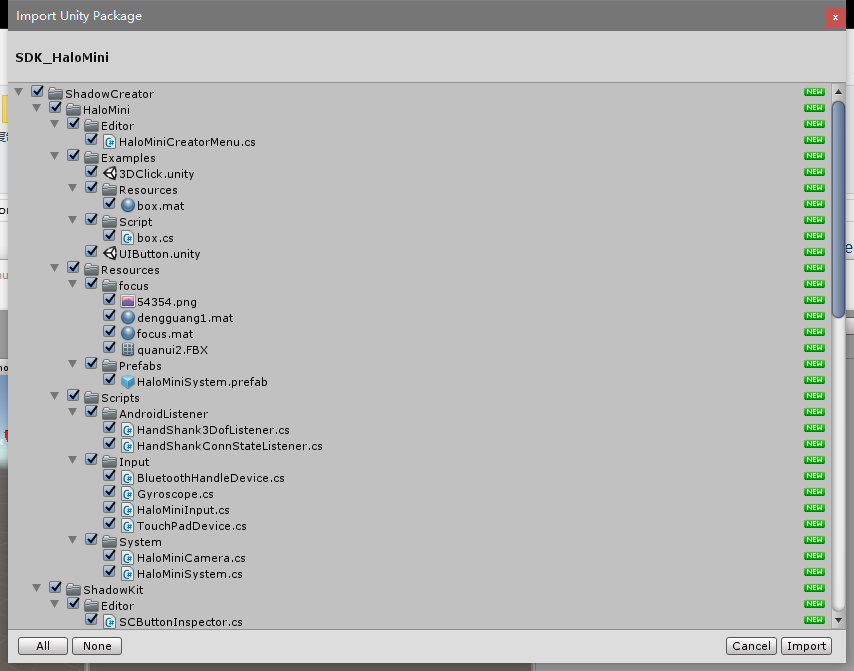 Import Unity Package
x
SDK_HaloMini
ShadowCreator NEW
HaloMini NEW
Editor NEW
HaloMiniCreatorMenu.cs NEW
Examples NEW
3DClick.unity NEW
Resources NEW
box.mat NEW
Script NEW
box.cs NEW
UIButton.unity NEW
Resources NEW
focus NEW
54354.png NEW
dengguang1.mat NEW
focus.mat NEW
quanui2.FBX NEW
Prefabs NEW
HaloMiniSystem.prefab NEW
Scripts NEW
AndroidListener NEW
HandShank3DofListener.cs NEW
HandShankConnStateListener.cs NEW
Input NEW
BluetoothHandleDevice.cs NEW
Gyroscope.cs NEW
HaloMiniInput.cs NEW
TouchPadDevice.cs NEW
System NEW
HaloMiniCamera.cs NEW
HaloMiniSystem.cs NEW
ShadowKit NEW
Editor NEW
SCButtonInspector.cs NEW
All None Cancel Import